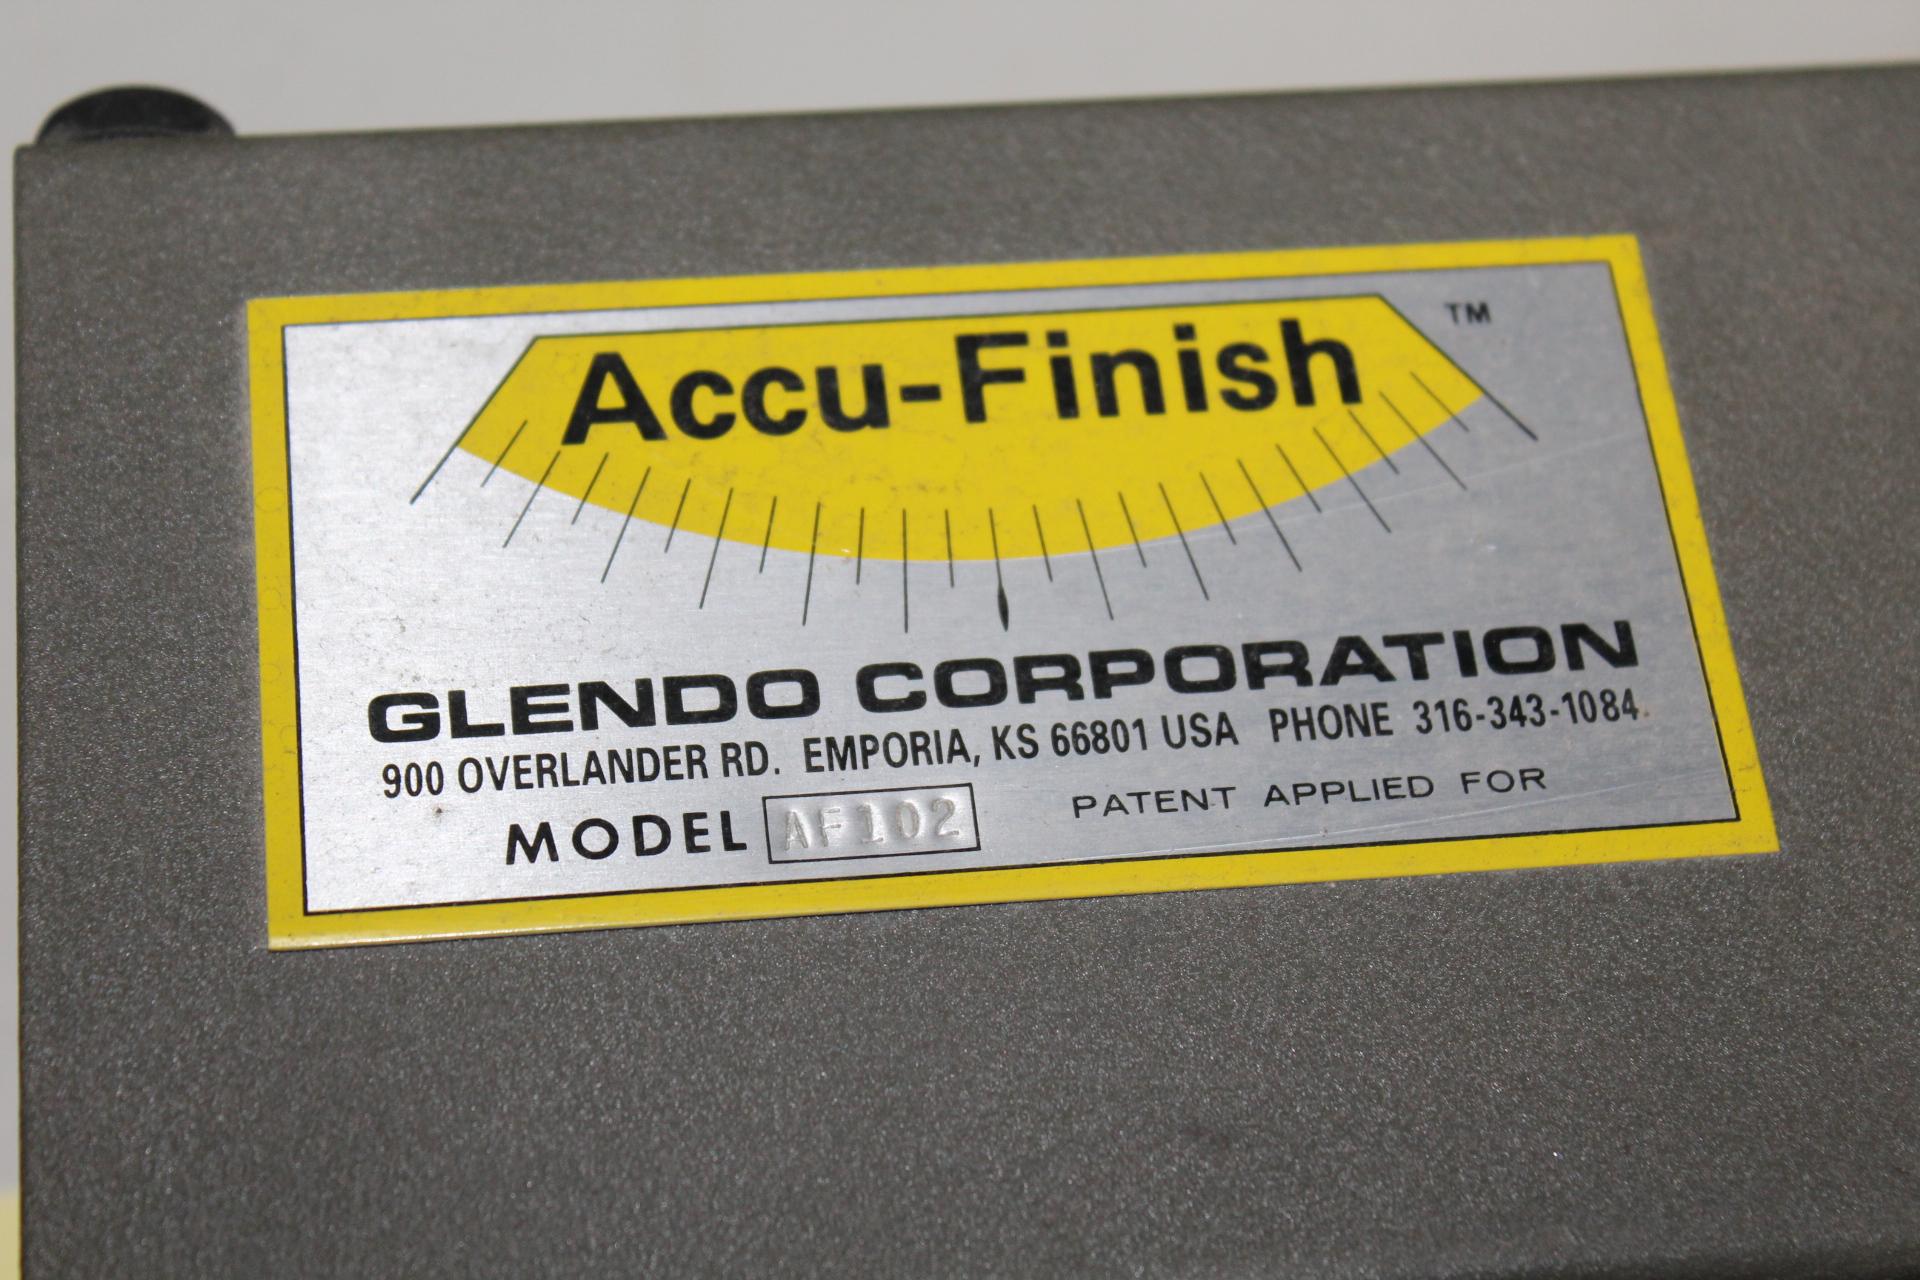 Accu-Finish ™
GLENDO CORPORATION
900 OVERLANDER RD. EMPORIA, KS 66801 USA PHONE 316-343-1084
MODEL AF102 PATENT APPLIED FOR